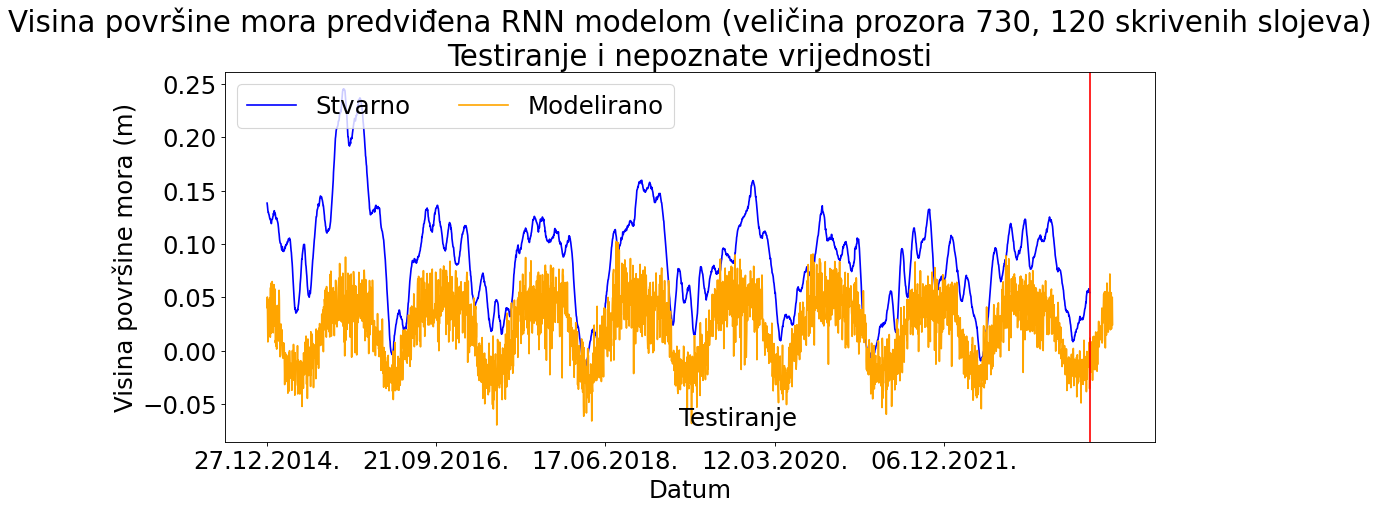 Visina površine mora predviđena RNN modelom (veličina prozora 730, 120 skrivenih slojeva)
Testiranje i nepoznate vrijednosti
Stvarno Modelirano
Visina površine mora (m)
0.25
0.20
0.15
0.10
0.05
0.00
−0.05
Testiranje
27.12.2014. 21.09.2016. 17.06.2018. 12.03.2020. 06.12.2021.
Datum